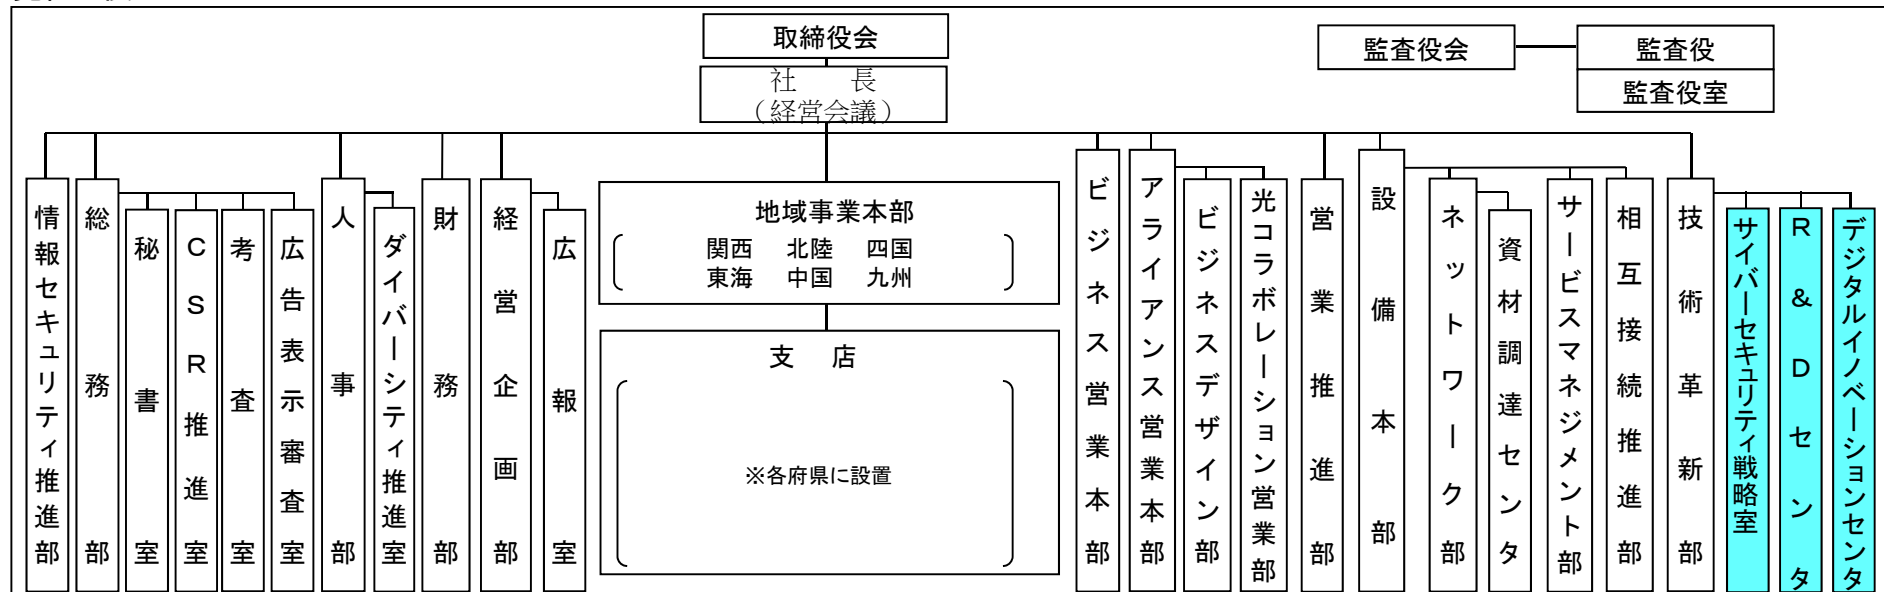 取締役会
社　　長
（経営会議）
監査役会
監査役
監査役室
情報セキュリティ推進部
総務部
秘書室
ＣＳＲ推進室
考査室
広告表示審査室
人事部
ダイバーシティ推進室
財務部
経営企画部
広報室
地域事業本部
関西　北陸　四国
東海　中国　九州
支　店
※各府県に設置
ビジネス営業本部
アライアンス営業本部
ビジネスデザイン部
光コラボレーション営業部
営業推進部
設備本部
ネットワーク部
資材調達センタ
サービスマネジメント部
相互接続推進部
技術革新部
サイバーセキュリティ戦略室
Ｒ＆Ｄセンタ
デジタルイノベーションセンタ